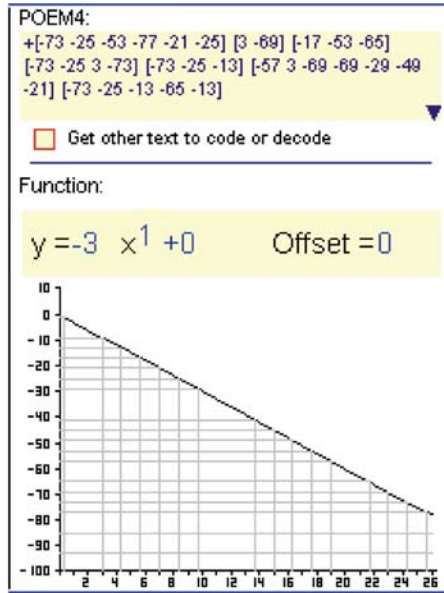 POEM4:
+[-73 -25 -53 -77 -21 -25] [3 -69] [-17 -53 -65]
[-73 -25 3 -73] [-73 -25 -13] [-57 3 -69 -69 -29 -49
-21] [-73 -25 -13 -65 -13]
Get other text to code or decode
Function:
y =-3 x1 +0 Offset =0
10
0
-10
-20
-30
-40
-50
-60
-70
-80
-90
-100
2 4 6 8 10 12 14 16 18 20 22 24 26